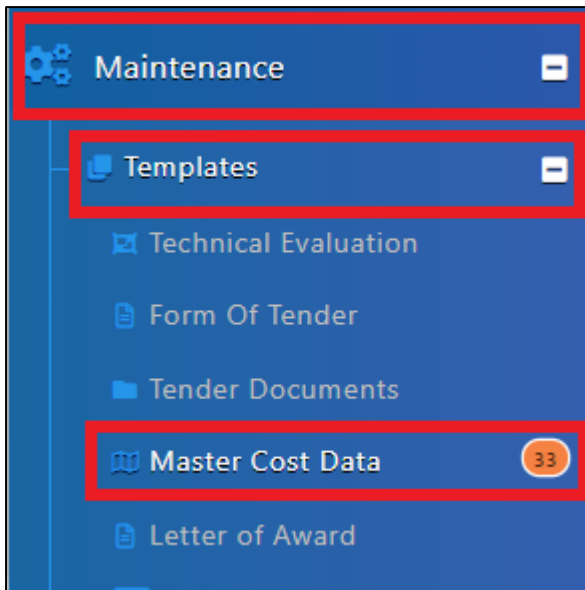 Maintenance
Templates
Technical Evaluation
Form Of Tender
Tender Documents
Master Cost Data 33
Letter of Award